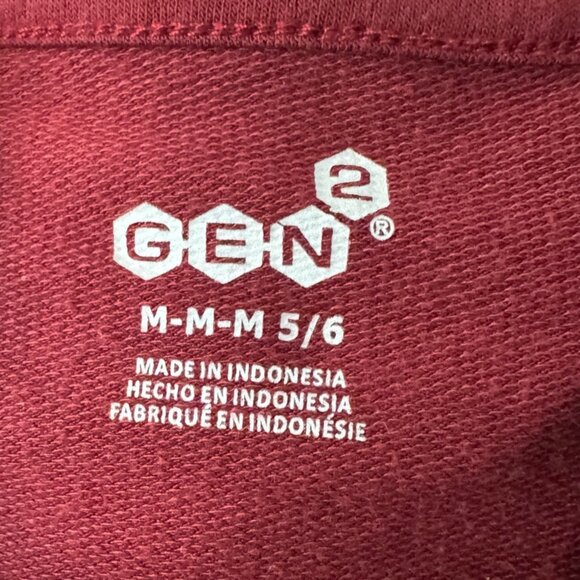 GEN2®
M-M-M 5/6
MADE IN INDONESIA
HECHO EN INDONESIA
FABRIQUÉ EN INDONÉSIE